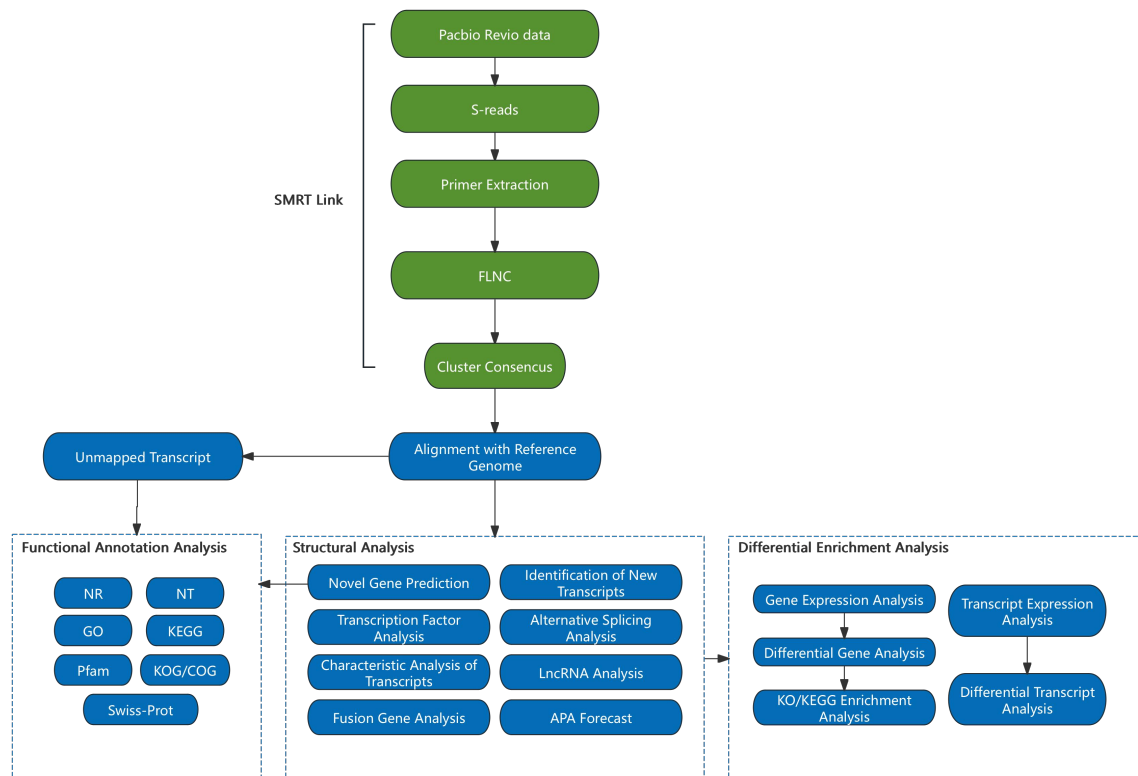 Pacbio Revio data
S-reads
Primer Extraction
SMRT Link
FLNC
Cluster Consencus
Unmapped Transcript
Alignment with Reference
Genome
Functional Annotation Analysis
NR
NT
GO
KEGG
Pfam
KOG/COG
Swiss-Prot
Structural Analysis
Novel Gene Prediction
Identification of New
Transcripts
Transcription Factor
Analysis
Alternative Splicing
Analysis
Characteristic Analysis of
Transcripts
LncRNA Analysis
Fusion Gene Analysis
APA Forecast
Differential Enrichment Analysis
Gene Expression Analysis
Differential Gene Analysis
KO/KEGG Enrichment
Analysis
Transcript Expression
Analysis
Differential Transcript
Analysis